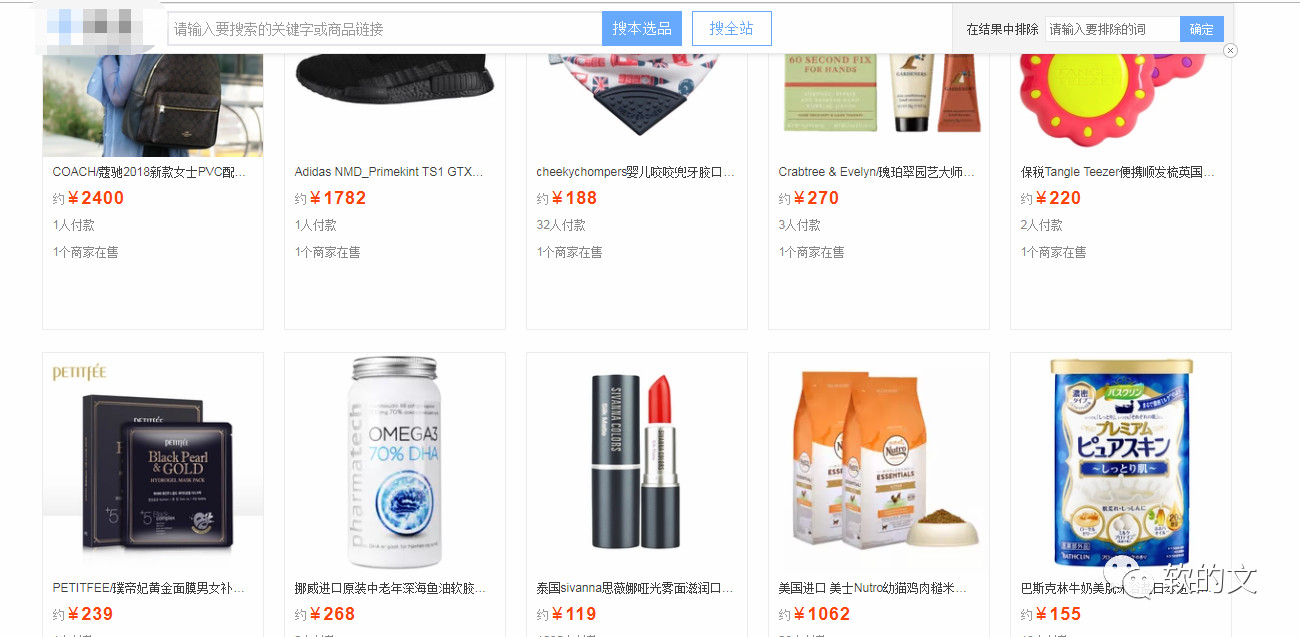 请输入要搜索的关键字或商品链接
搜本选品
搜全站
在结果中排除
请输入要排除的词
确定
60 SECOND FIX
FOR HANDS
GARDENERS
COACH/蔻驰2018新款女士PVC配...
约¥2400
1人付款
1个商家在售
Adidas NMD_Primekint TS1 GTX...
约¥1782
1人付款
1个商家在售
cheekychompers婴儿咬咬兜牙胶口...
约¥188
32人付款
1个商家在售
Crabtree & Evelyn/瑰珀翠园艺大师...
约¥270
3人付款
1个商家在售
保税Tangle Teezer便携顺发梳英国...
约¥220
2人付款
1个商家在售
PETITFÉE
PETITFÉE
Black Pearl
& GOLD
HYDROGEL MASK PACK
+5
+5
pharmatech
OMEGA3
70% DHA
SIVANNA COLORS
Nutro
ESSENTIALS
濃密
タイプ
バスクリン
プレミアム
ピュアスキン
~しっとり肌~
BATHCLIN
PETITFEE/璞帝妃黄金面膜男女补...
约¥239
挪威进口原装中老年深海鱼油软胶...
约¥268
泰国sivanna思薇娜哑光雾面滋润口...
约¥119
美国进口 美士Nutro幼猫鸡肉糙米...
约¥1062
巴斯克林牛奶美肌
约¥155
软的文